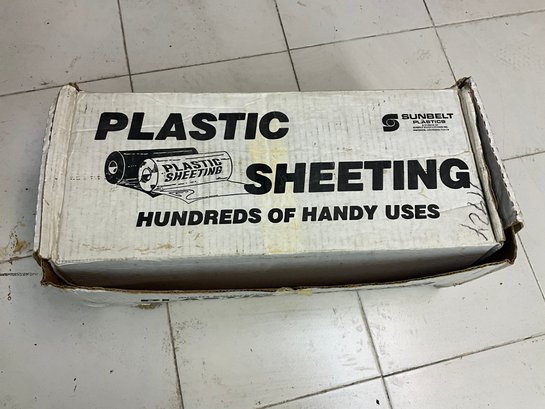 PLASTIC
SUNBELT
PLASTICS
PLASTIC
SHEETING
SHEETING
HUNDREDS OF HANDY USES